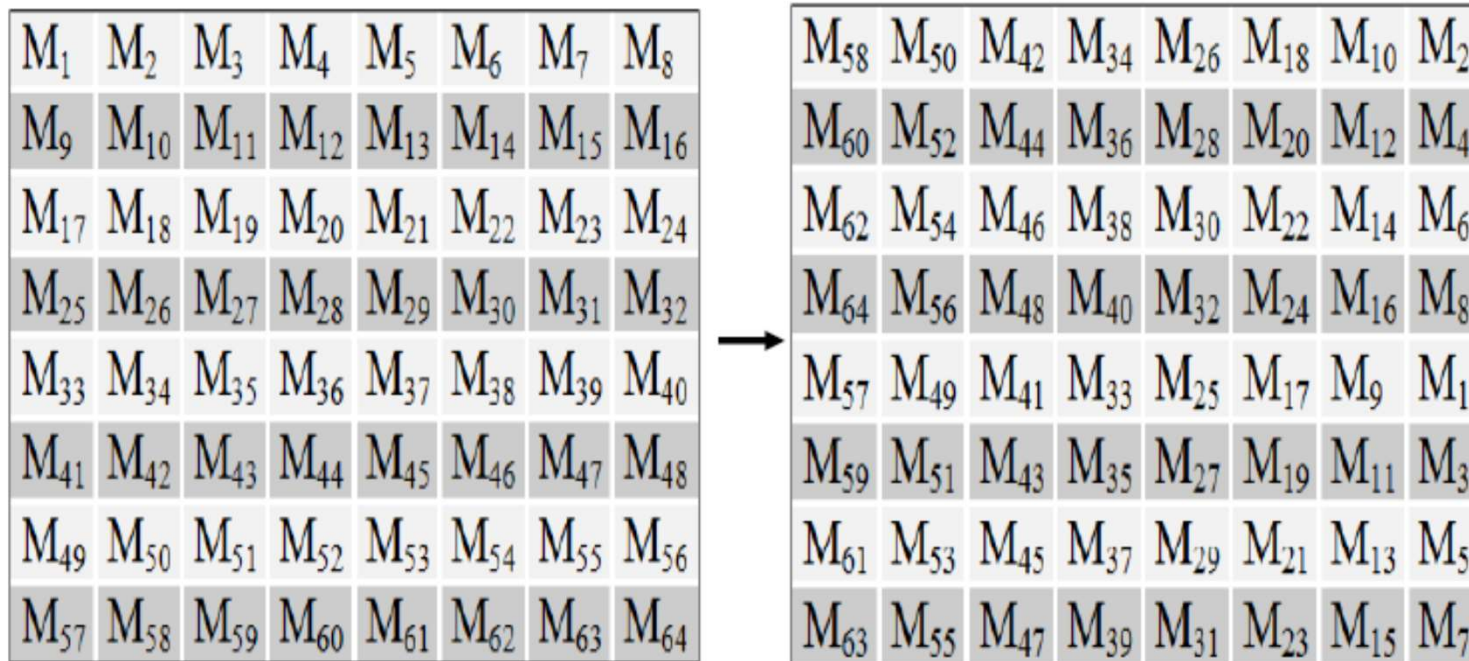 M₁ M₂ M₃ M₄ M₅ M₆ M₇ M₈
M₉ M₁₀ M₁₁ M₁₂ M₁₃ M₁₄ M₁₅ M₁₆
M₁₇ M₁₈ M₁₉ M₂₀ M₂₁ M₂₂ M₂₃ M₂₄
M₂₅ M₂₆ M₂₇ M₂₈ M₂₉ M₃₀ M₃₁ M₃₂
M₃₃ M₃₄ M₃₅ M₃₆ M₃₇ M₃₈ M₃₉ M₄₀
M₄₁ M₄₂ M₄₃ M₄₄ M₄₅ M₄₆ M₄₇ M₄₈
M₄₉ M₅₀ M₅₁ M₅₂ M₅₃ M₅₄ M₅₅ M₅₆
M₅₇ M₅₈ M₅₉ M₆₀ M₆₁ M₆₂ M₆₃ M₆₄
M₅₈ M₅₀ M₄₂ M₃₄ M₂₆ M₁₈ M₁₀ M₂
M₆₀ M₅₂ M₄₄ M₃₆ M₂₈ M₂₀ M₁₂ M₄
M₆₂ M₅₄ M₄₆ M₃₈ M₃₀ M₂₂ M₁₄ M₆
M₆₄ M₅₆ M₄₈ M₄₀ M₃₂ M₂₄ M₁₆ M₈
M₅₇ M₄₉ M₄₁ M₃₃ M₂₅ M₁₇ M₉ M₁
M₅₉ M₅₁ M₄₃ M₃₅ M₂₇ M₁₉ M₁₁ M₃
M₆₁ M₅₃ M₄₅ M₃₇ M₂₉ M₂₁ M₁₃ M₅
M₆₃ M₅₅ M₄₇ M₃₉ M₃₁ M₂₃ M₁₅ M₇